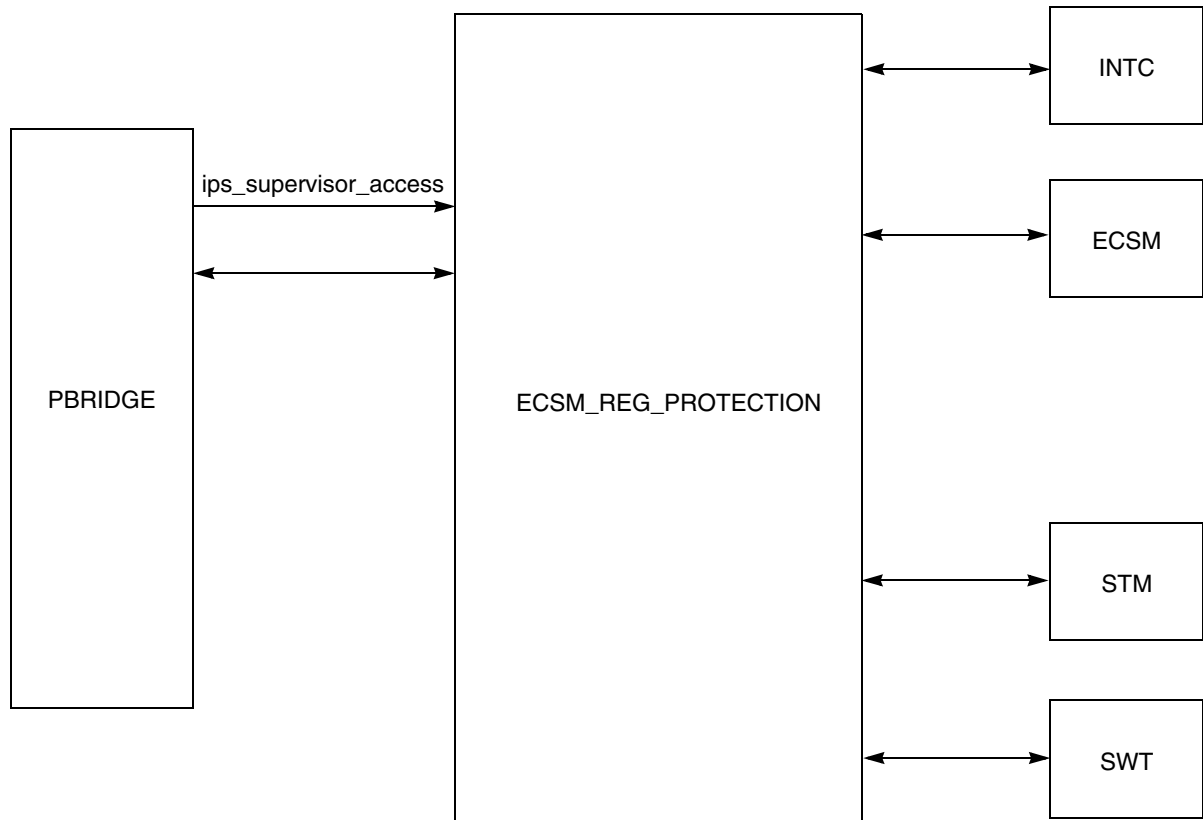 INTC
ips_supervisor_access
ECSM
PBRIDGE
ECSM_REG_PROTECTION
STM
SWT